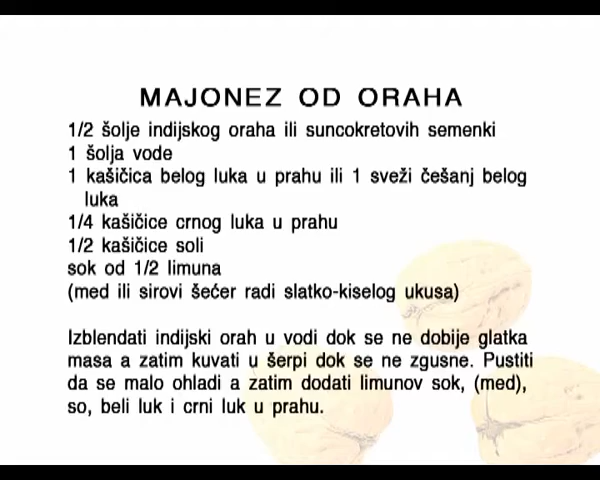 MAJONEZ OD ORAHA
1/2 šolje indijskog oraha ili suncokretovih semenki
1 šolja vode
1 kašičica belog luka u prahu ili 1 sveži češanj belog
luka
1/4 kašičice crnog luka u prahu
1/2 kašičice soli
sok od 1/2 limuna
(med ili sirovi šećer radi slatko-kiselog ukusa)
Izblendati indijski orah u vodi dok se ne dobije glatka
masa a zatim kuvati u šerpi dok se ne zgusne. Pustiti
da se malo ohladi a zatim dodati limunov sok, (med),
so, beli luk i crni luk u prahu.